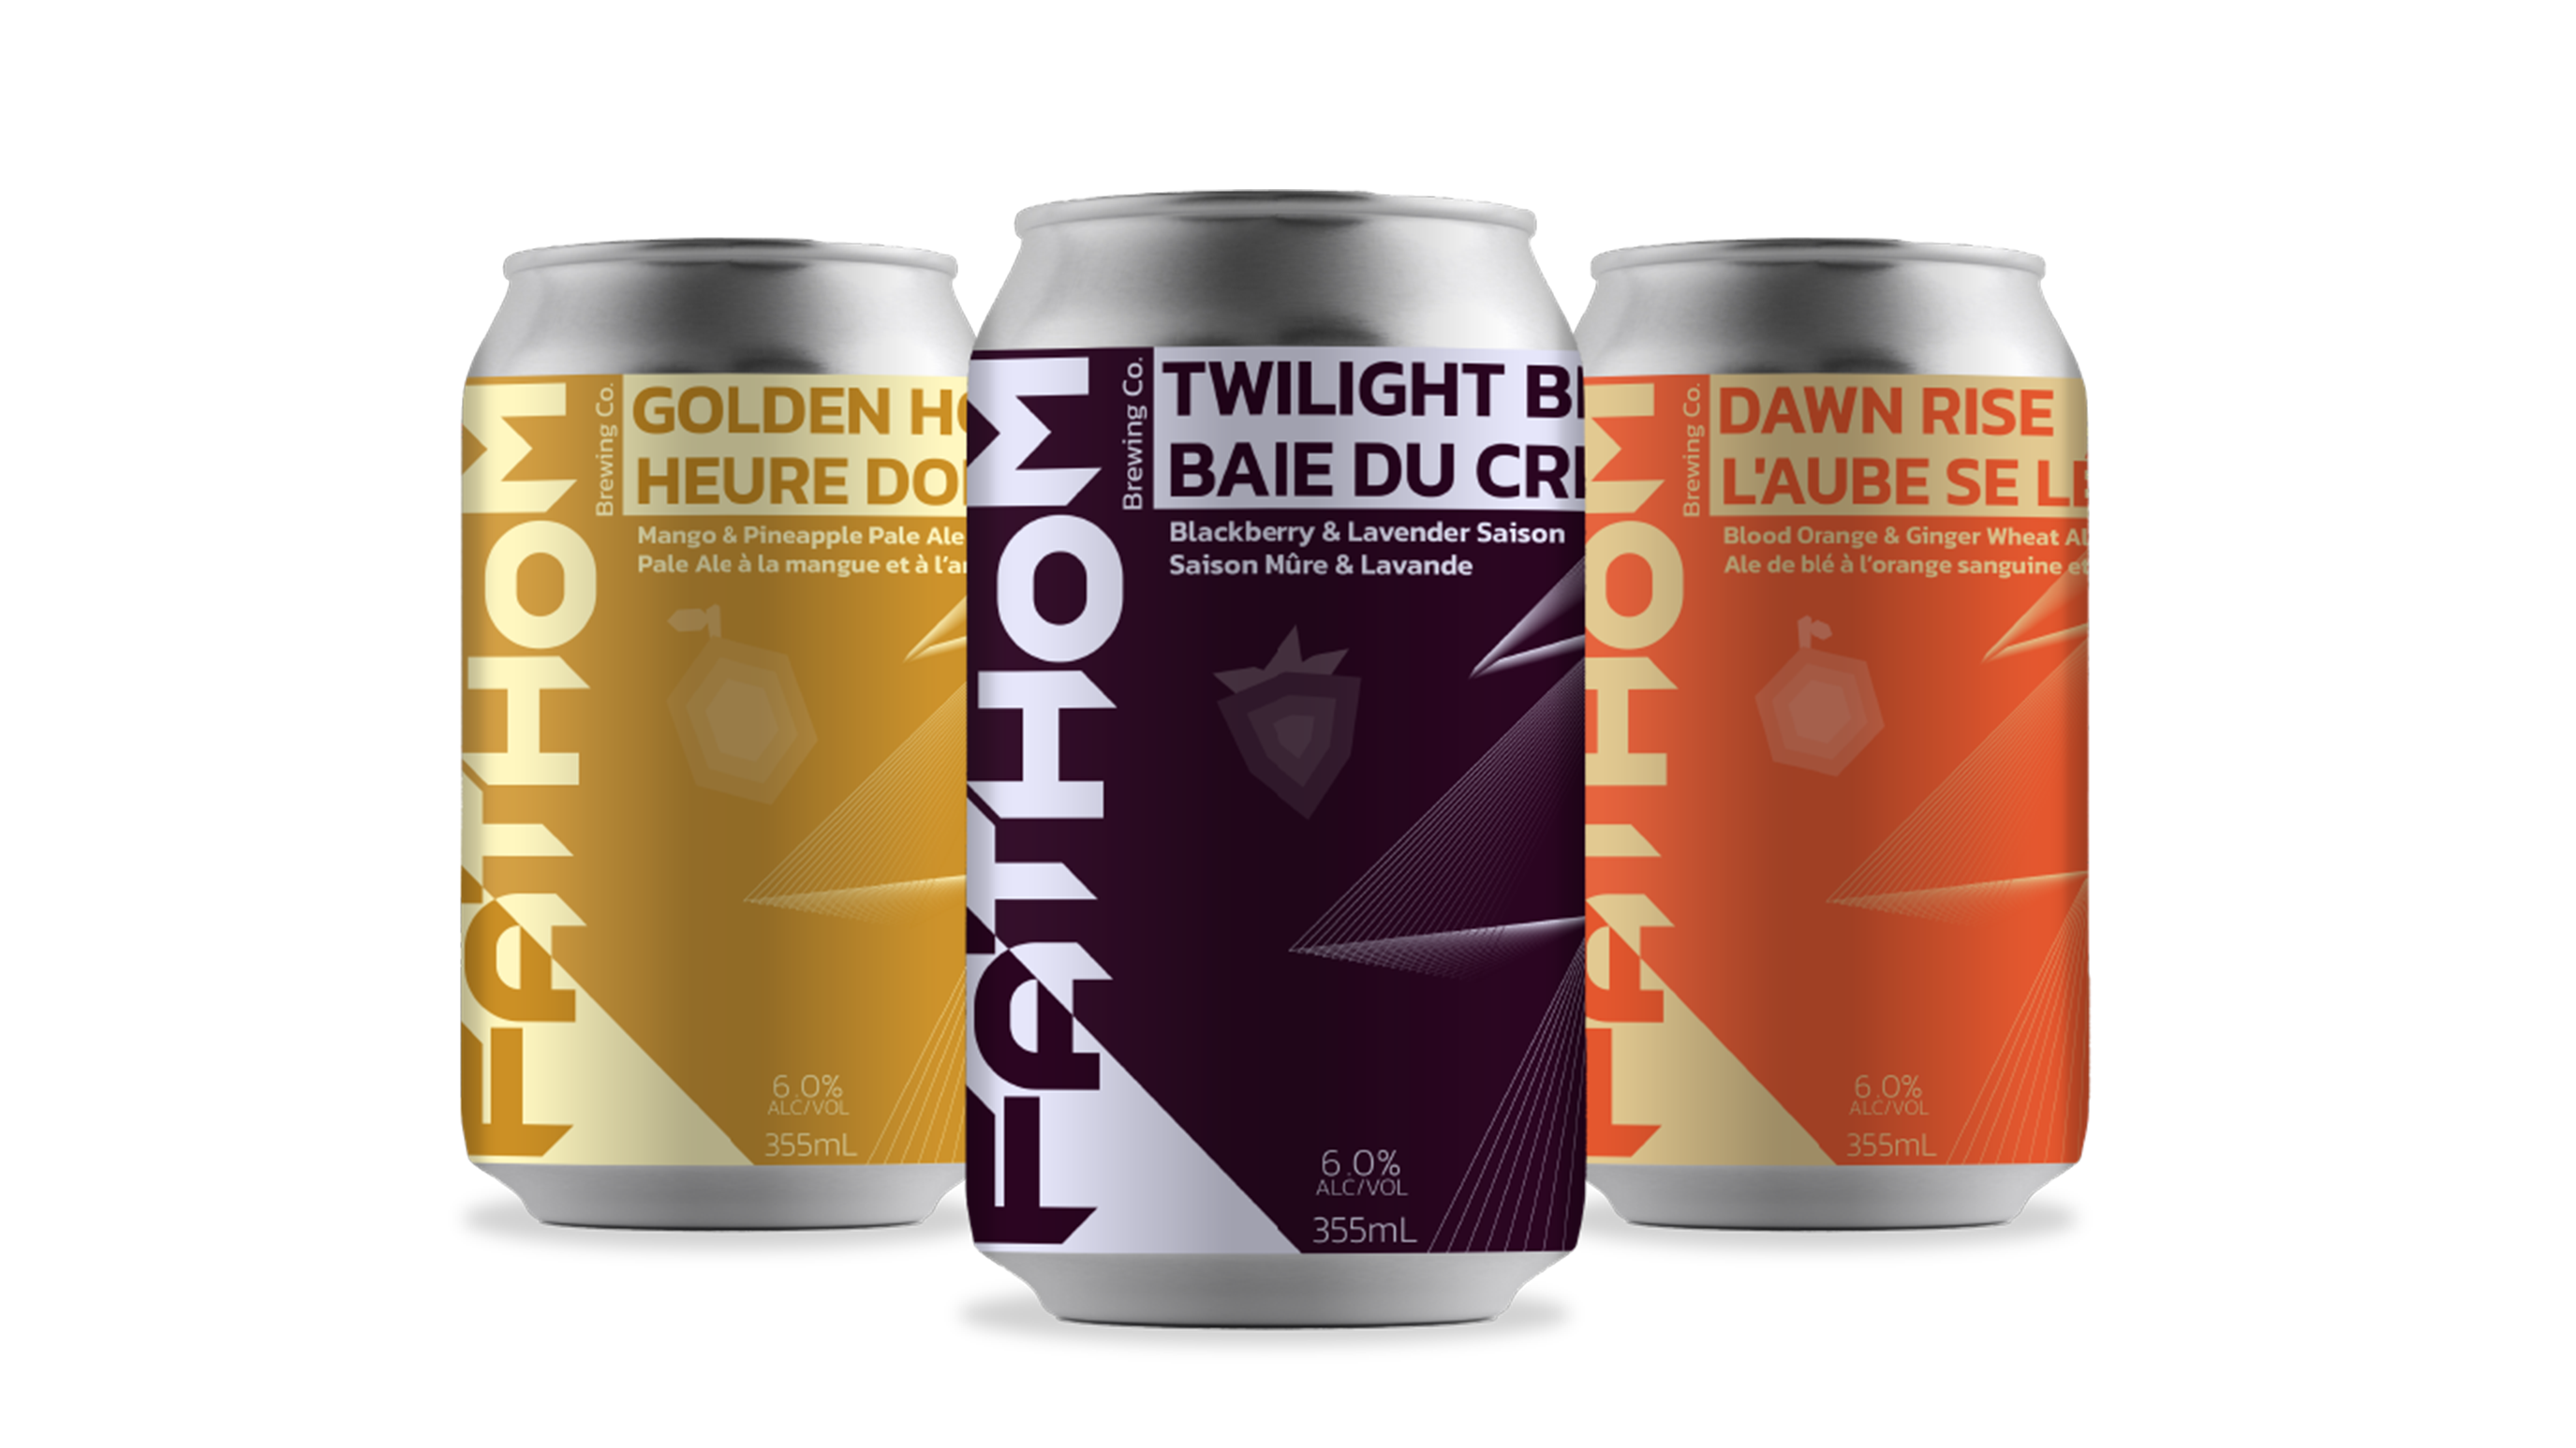 FATHOM
Brewing Co.
GOLDEN
HEURE
Mango & Pineapple Pale Ale
Pale Ale à la mangue et à
6.0%
ALC/VOL
355mL
FATHOM
Brewing Co.
TWILIGHT
BAIE DU
Blackberry & Lavender Saison
Saison Mûre & Lavande
6.0%
ALC/VOL
355mL
FATHOM
Brewing Co.
DAWN RISE
L'AUBE SE
Blood Orange & Ginger Wheat
Ale de blé à l'orange sanguine
6.0%
ALC/VOL
355mL